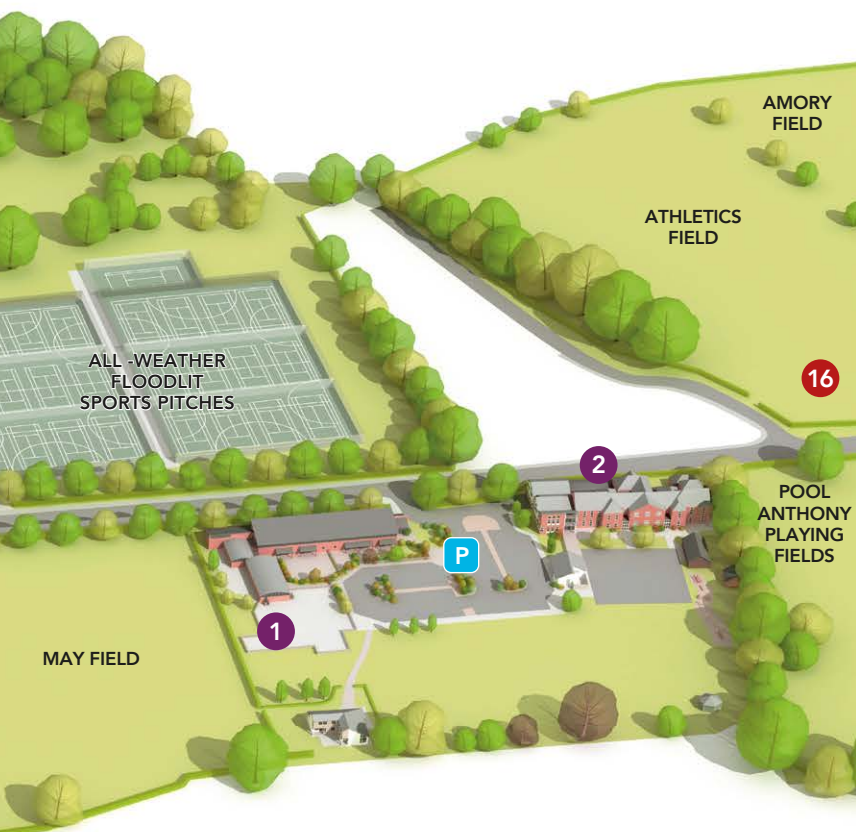 AMORY
FIELD
ATHLETICS
FIELD
ALL -WEATHER
FLOODLIT
SPORTS PITCHES
16
2
POOL
ANTHONY
PLAYING
FIELDS
P
1
MAY FIELD